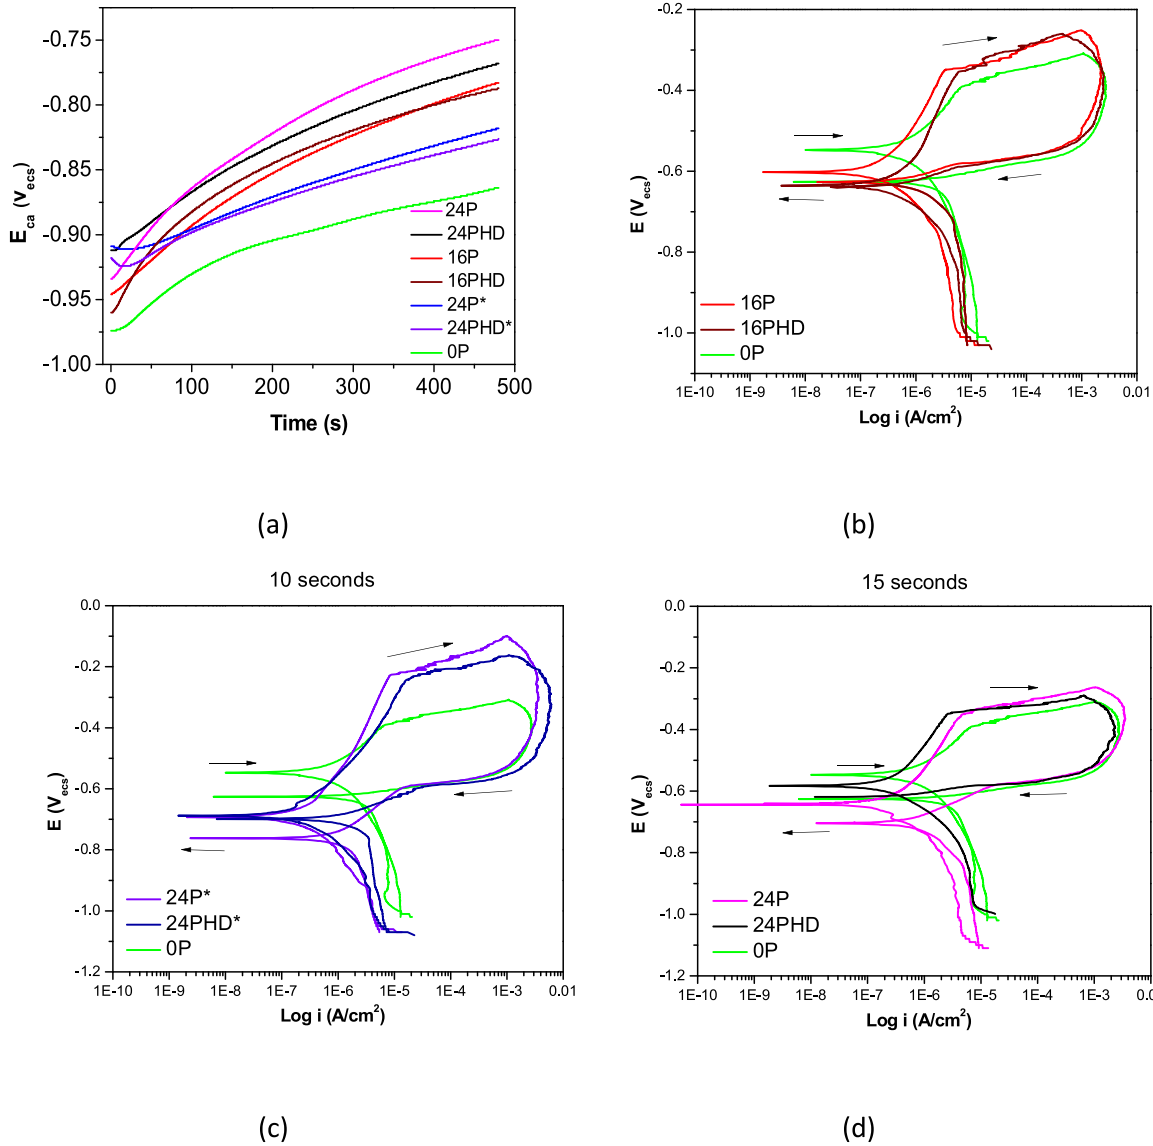 -0.75
-0.80
-0.85
-0.90
-0.95
-1.00
E_ca (V_ecs)
0
100
200
300
400
500
Time (s)
24P
24PHD
16P
16PHD
24P*
24PHD*
0P
(a)
-0.2
-0.4
-0.6
-0.8
-1.0
E (V_ecs)
16P
16PHD
0P
1E-10
1E-9
1E-8
1E-7
1E-6
1E-5
1E-4
1E-3
0.01
Log i (A/cm²)
(b)
10 seconds
0.0
-0.2
-0.4
-0.6
-0.8
-1.0
-1.2
E (V_ecs)
24P*
24PHD*
0P
1E-10
1E-9
1E-8
1E-7
1E-6
1E-5
1E-4
1E-3
0.01
Log i (A/cm²)
(c)
15 seconds
0.0
-0.2
-0.4
-0.6
-0.8
-1.0
-1.2
E (V_ecs)
24P
24PHD
0P
1E-10
1E-9
1E-8
1E-7
1E-6
1E-5
1E-4
1E-3
0.0
Log i (A/cm²)
(d)